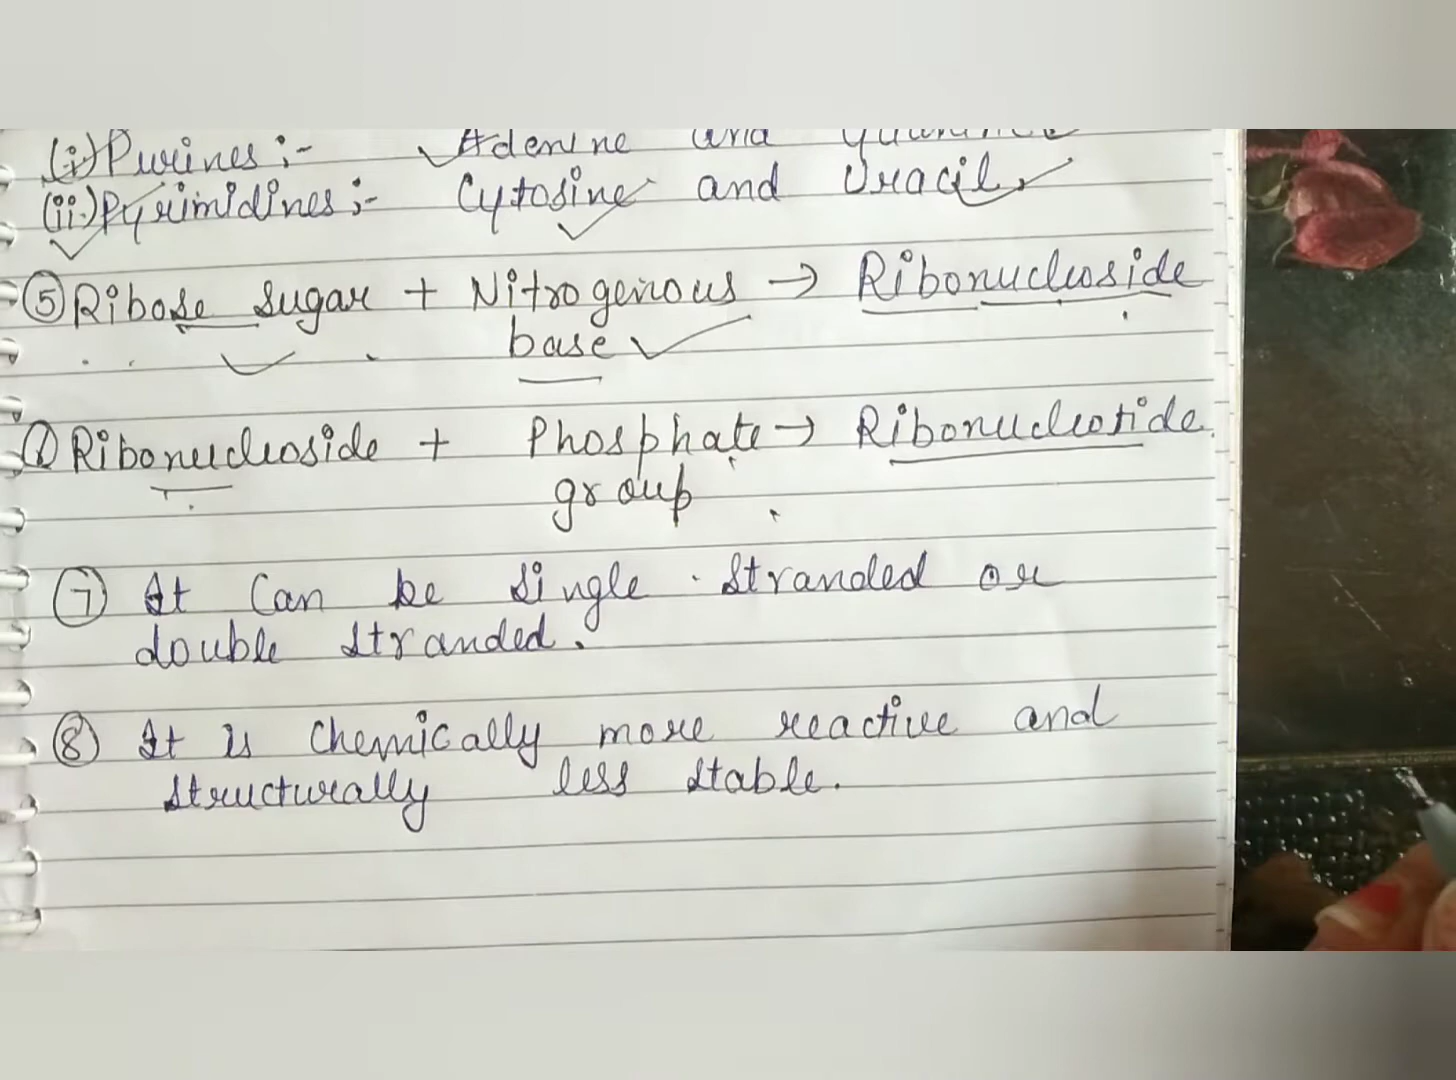 (i) Purines :- Adenine and
(ii) Pyrimidines :- Cytosine and Uracil.
⑤ Ribose sugar + Nitrogenous → Ribonucleoside
base
Ribonucleoside + Phosphate → Ribonucleotide.
group
⑦ It Can be single stranded or
double stranded.
⑧ It is Chemically more reactive and
structurally less stable.